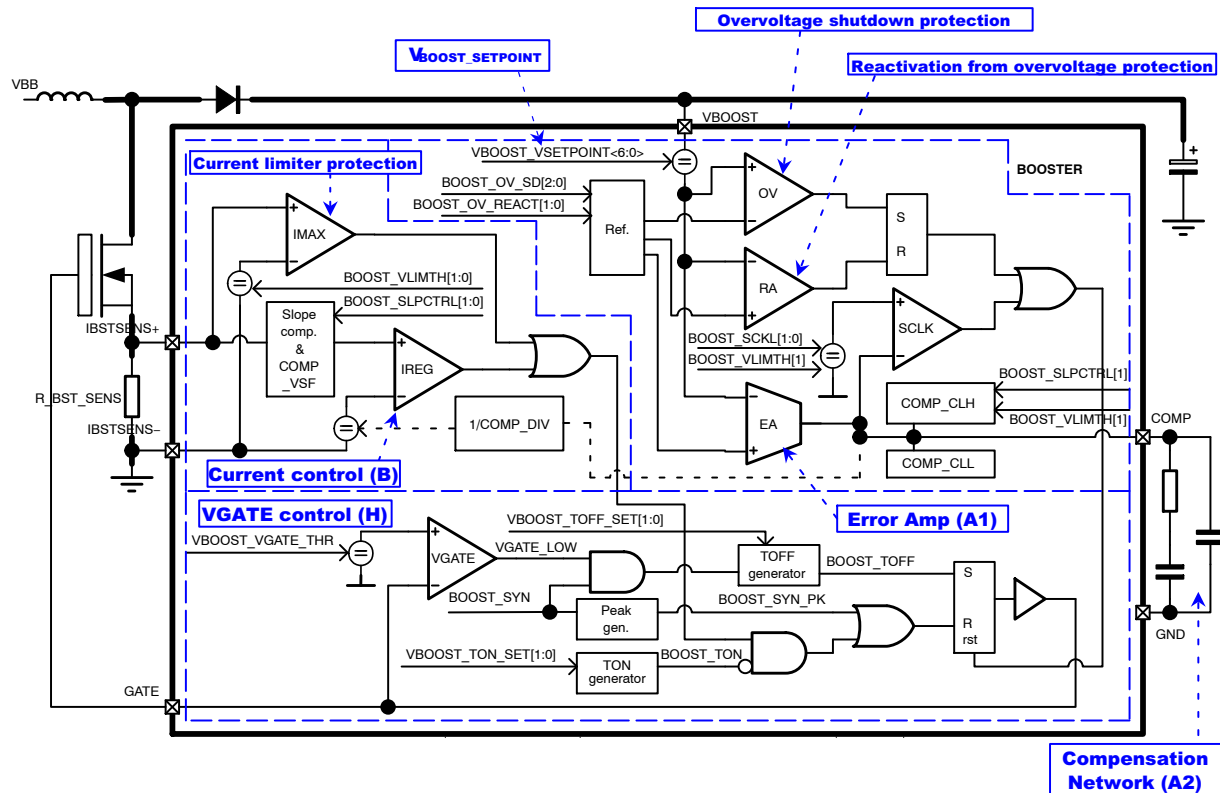 Overvoltage shutdown protection
VBOOST_SETPOINT
Reactivation from overvoltage protection
VBB
VBOOST
Current limiter protection
VBOOST_VSETPOINT<6:0>
BOOSTER
BOOST_OV_SD[2:0]
BOOST_OV_REACT[1:0]
Ref.
+
OV
−
S
R
+
IMAX
−
−
RA
+
+
BOOST_VLIMTH[1:0]
BOOST_SLPCTRL[1:0]
IBSTSENS+
Slope
comp.
&
COMP
_VSF
+
IREG
−
BOOST_SCKL[1:0]
BOOST_VLIMTH[1]
+
SCLK
−
R_BST_SENS
IBSTSENS−
1/COMP_DIV
−
EA
+
COMP_CLH
BOOST_SLPCTRL[1]
BOOST_VLIMTH[1]
COMP
COMP_CLL
Current control (B)
VGATE control (H)
Error Amp (A1)
VBOOST_VGATE_THR
+
VGATE
−
VGATE_LOW
VBOOST_TOFF_SET[1:0]
TOFF
generator
BOOST_TOFF
S
R
rst
BOOST_SYN
Peak
gen.
BOOST_SYN_PK
GND
VBOOST_TON_SET[1:0]
TON
generator
BOOST_TON
GATE
Compensation
Network (A2)